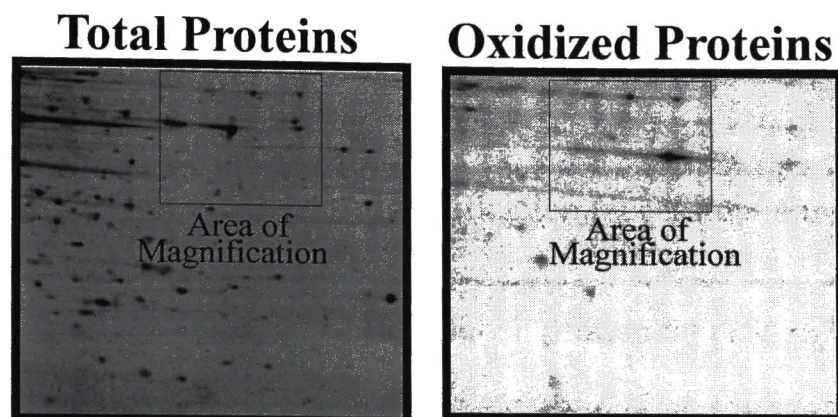 Total Proteins
Oxidized Proteins
Area of
Magnification
Area of
Magnification